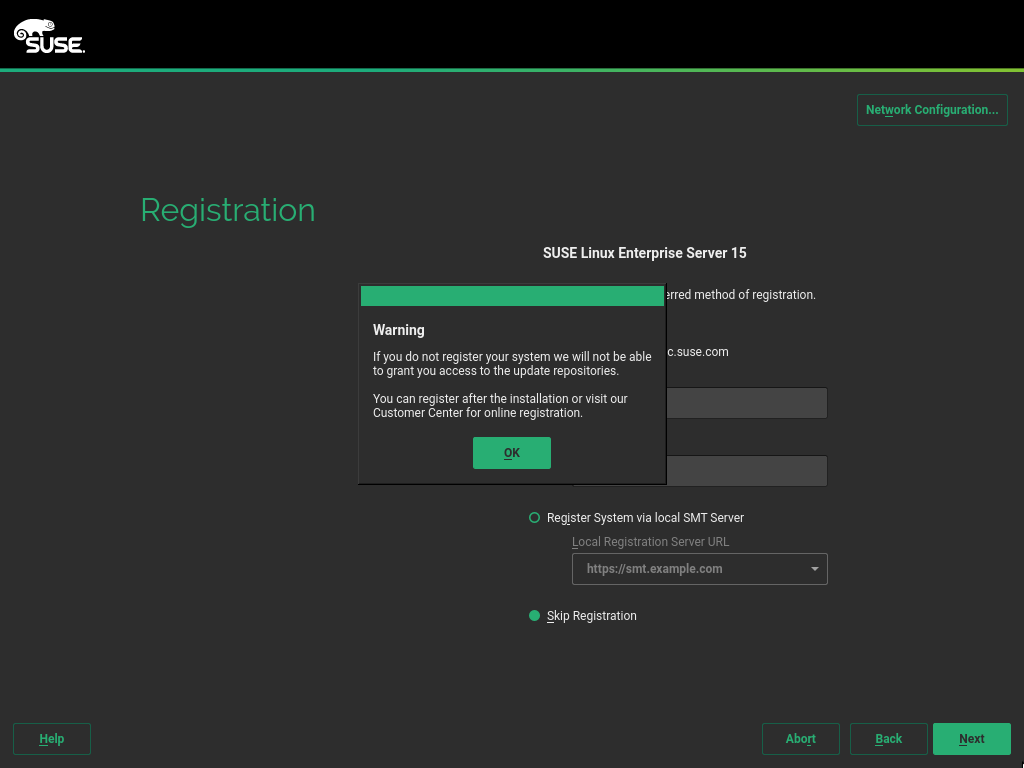 SUSE
Network Configuration...
Registration
SUSE Linux Enterprise Server 15
erred method of registration.
c.suse.com
Warning
If you do not register your system we will not be able
to grant you access to the update repositories.
You can register after the installation or visit our
Customer Center for online registration.
OK
Register System via local SMT Server
Local Registration Server URL
https://smt.example.com
Skip Registration
Help
Abort
Back
Next